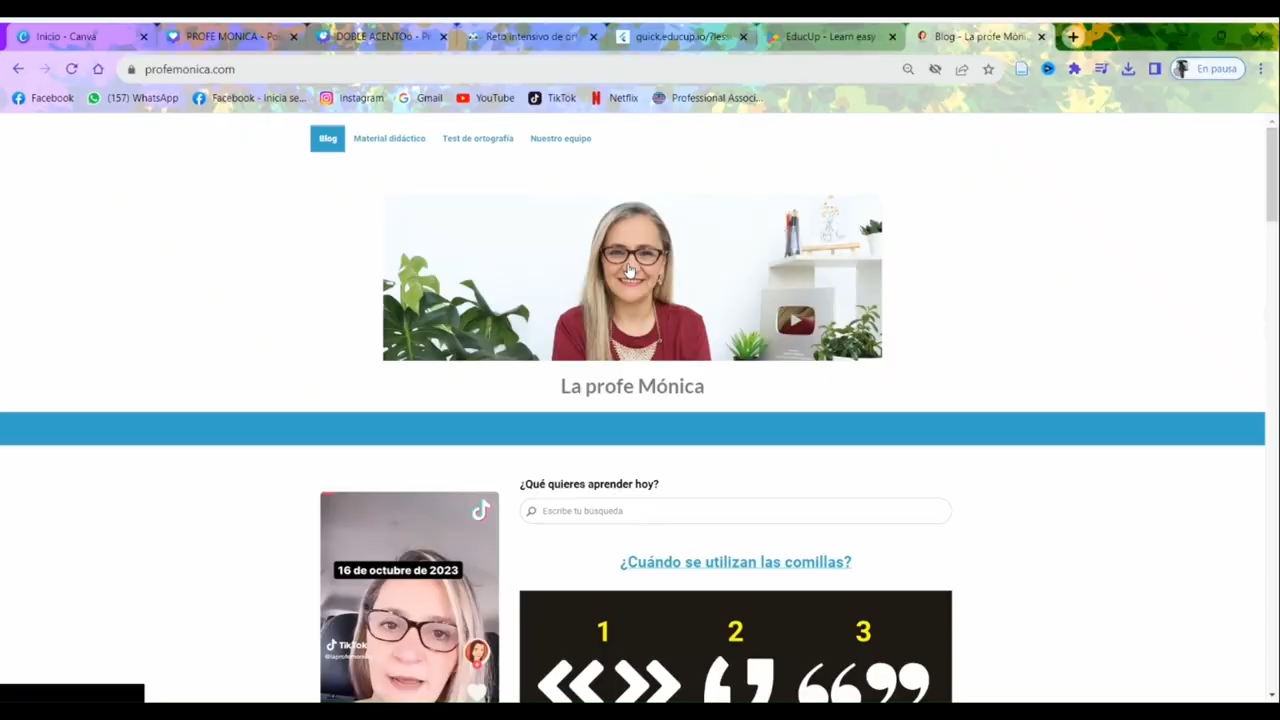 Inicio - Canva
PROFE MONICA - Po
DOBLE ACENTOo - P
Reto intensivo de or
quick.educup.io/?less
EducUp - Learn easy
Blog - La profe Móni
profemonica.com
En pausa
Facebook
(157) WhatsApp
Facebook - Inicia se...
Instagram
Gmail
YouTube
TikTok
Netflix
Professional Associ...
Blog
Material didáctico
Test de ortografía
Nuestro equipo
La profe Mónica
¿Qué quieres aprender hoy?
Escribe tu búsqueda
16 de octubre de 2023
TikTok
¿Cuándo se utilizan las comillas?
1 2 3
« » ‘ ’ “ ”